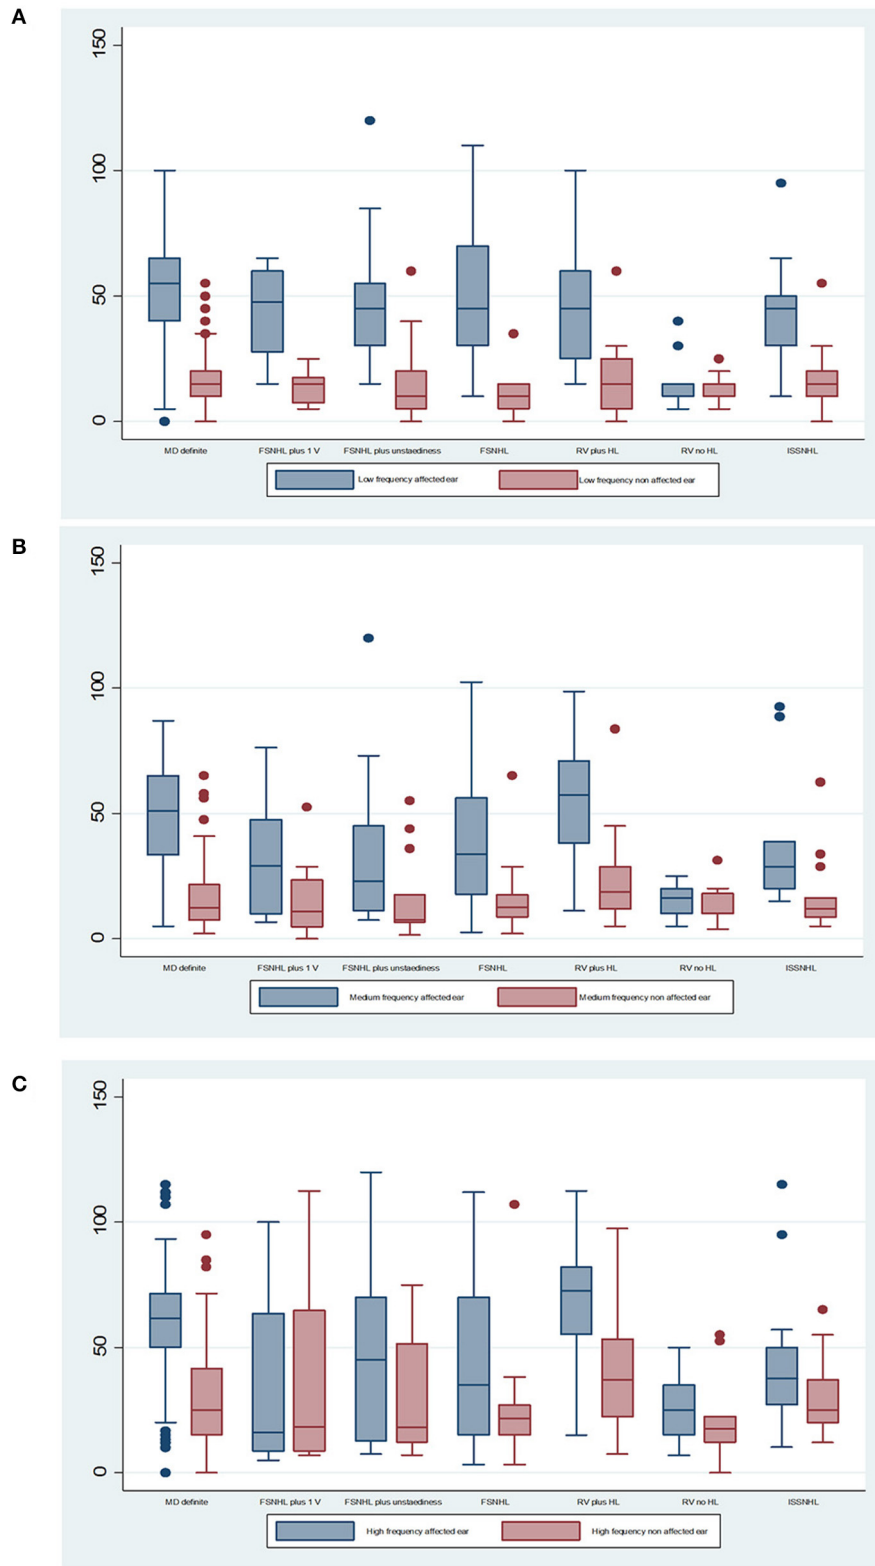 A
150
100
50
0
MD definite FSNHL plus 1 V FSNHL plus unstaediness FSNHL RV plus HL RV no HL ISSNHL
Low frequency affected ear Low frequency non affected ear
B
150
100
50
0
MD definite FSNHL plus 1 V FSNHL plus unstaediness FSNHL RV plus HL RV no HL ISSNHL
Medium frequency affected ear Medium frequency non affected ear
C
150
100
50
0
MD definite FSNHL plus 1 V FSNHL plus unstaediness FSNHL RV plus HL RV no HL ISSNHL
High frequency affected ear High fequency non affected ear